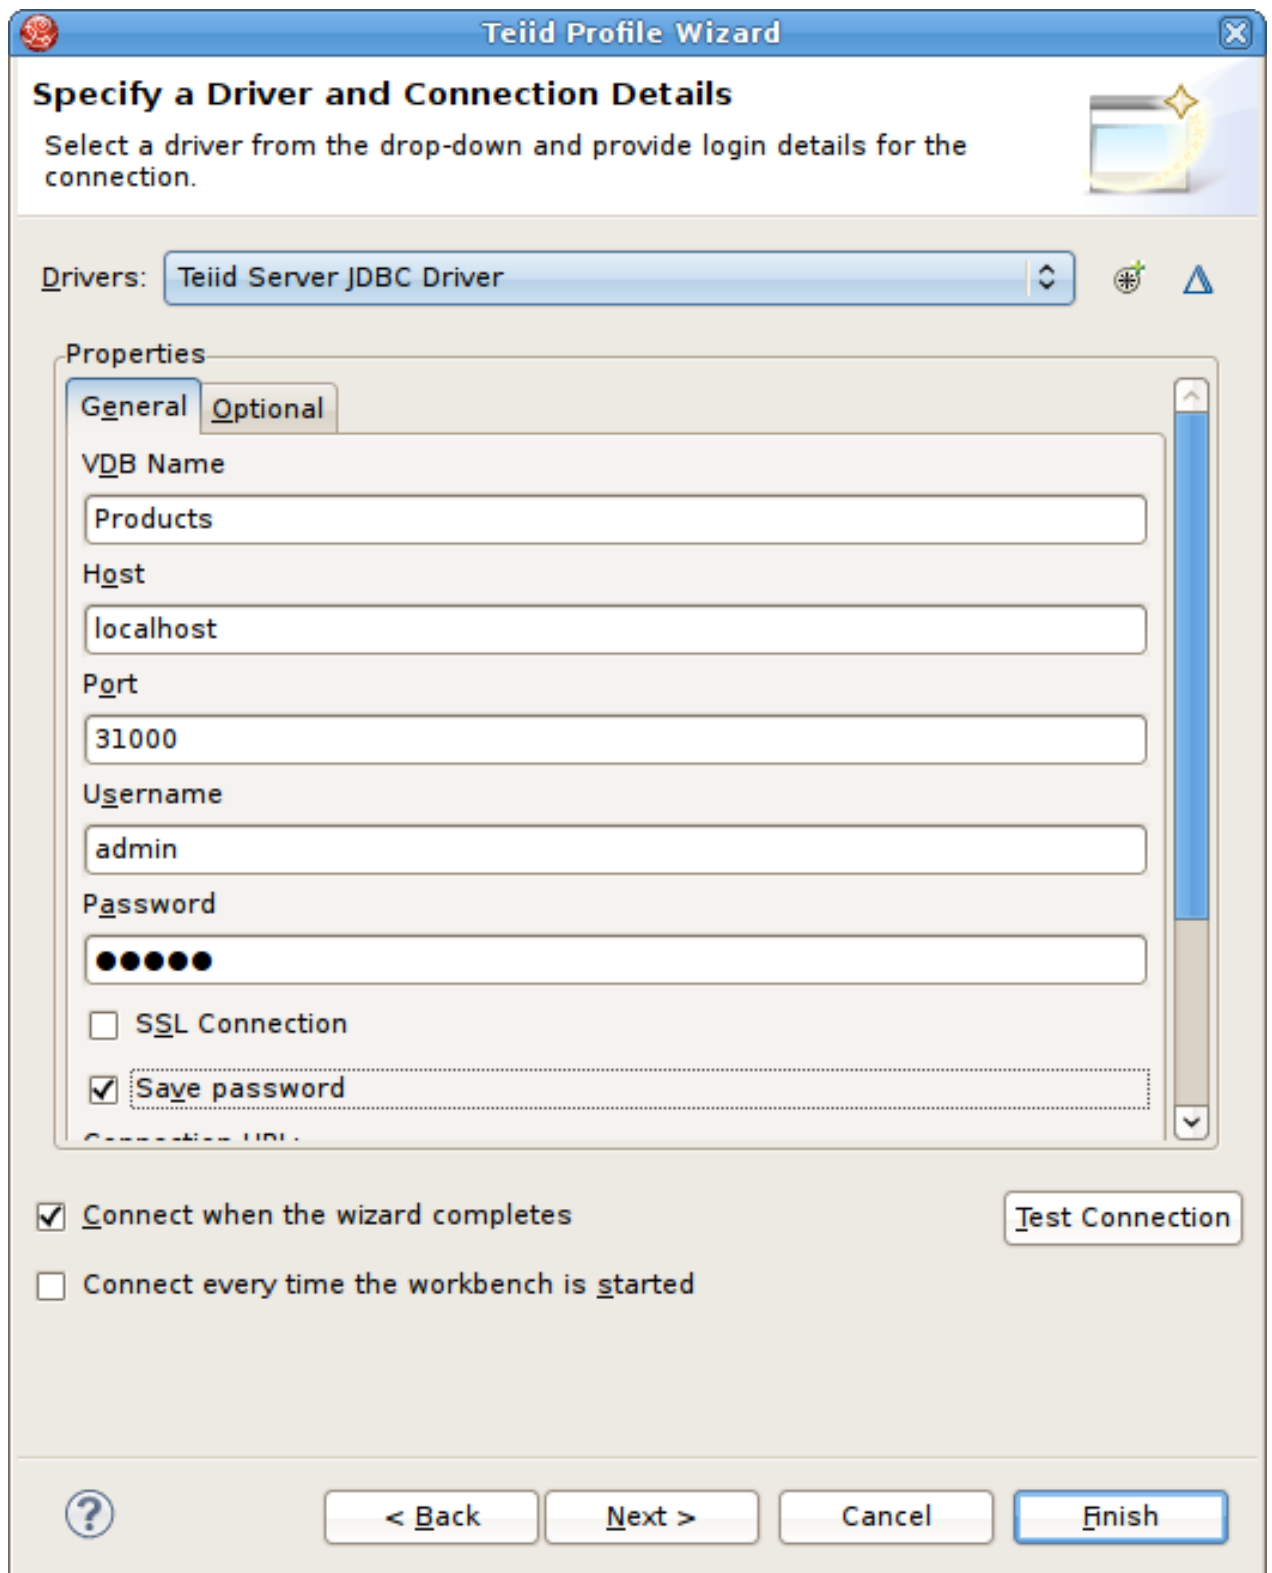 Teiid Profile Wizard
Specify a Driver and Connection Details
Select a driver from the drop-down and provide login details for the
connection.
Drivers: Teiid Server JDBC Driver
Properties
General Optional
VDB Name
Products
Host
localhost
Port
31000
Username
admin
Password
●●●●●
SSL Connection
Save password
Connection URL:
Connect when the wizard completes Test Connection
Connect every time the workbench is started
? < Back Next > Cancel Finish